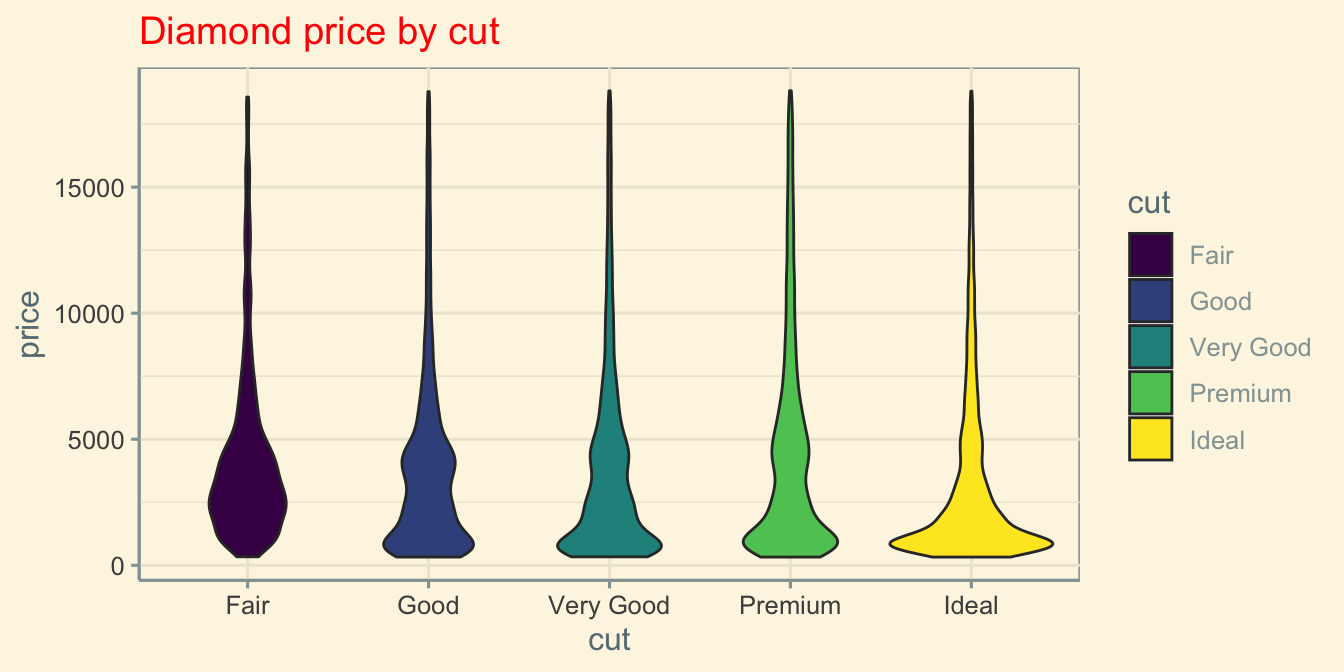 Diamond price by cut
price
15000
10000
5000
0
Fair Good Very Good Premium Ideal
cut
cut
Fair
Good
Very Good
Premium
Ideal